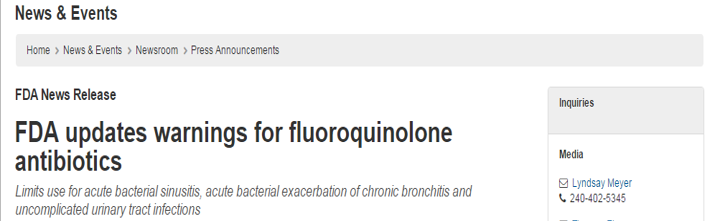 News & Events
Home > News & Events > Newsroom > Press Announcements
FDA News Release
FDA updates warnings for fluoroquinolone
antibiotics
Limits use for acute bacterial sinusitis, acute bacterial exacerbation of chronic bronchitis and
uncomplicated urinary tract infections
Inquiries
Media
Lyndsay Meyer
240-402-5345